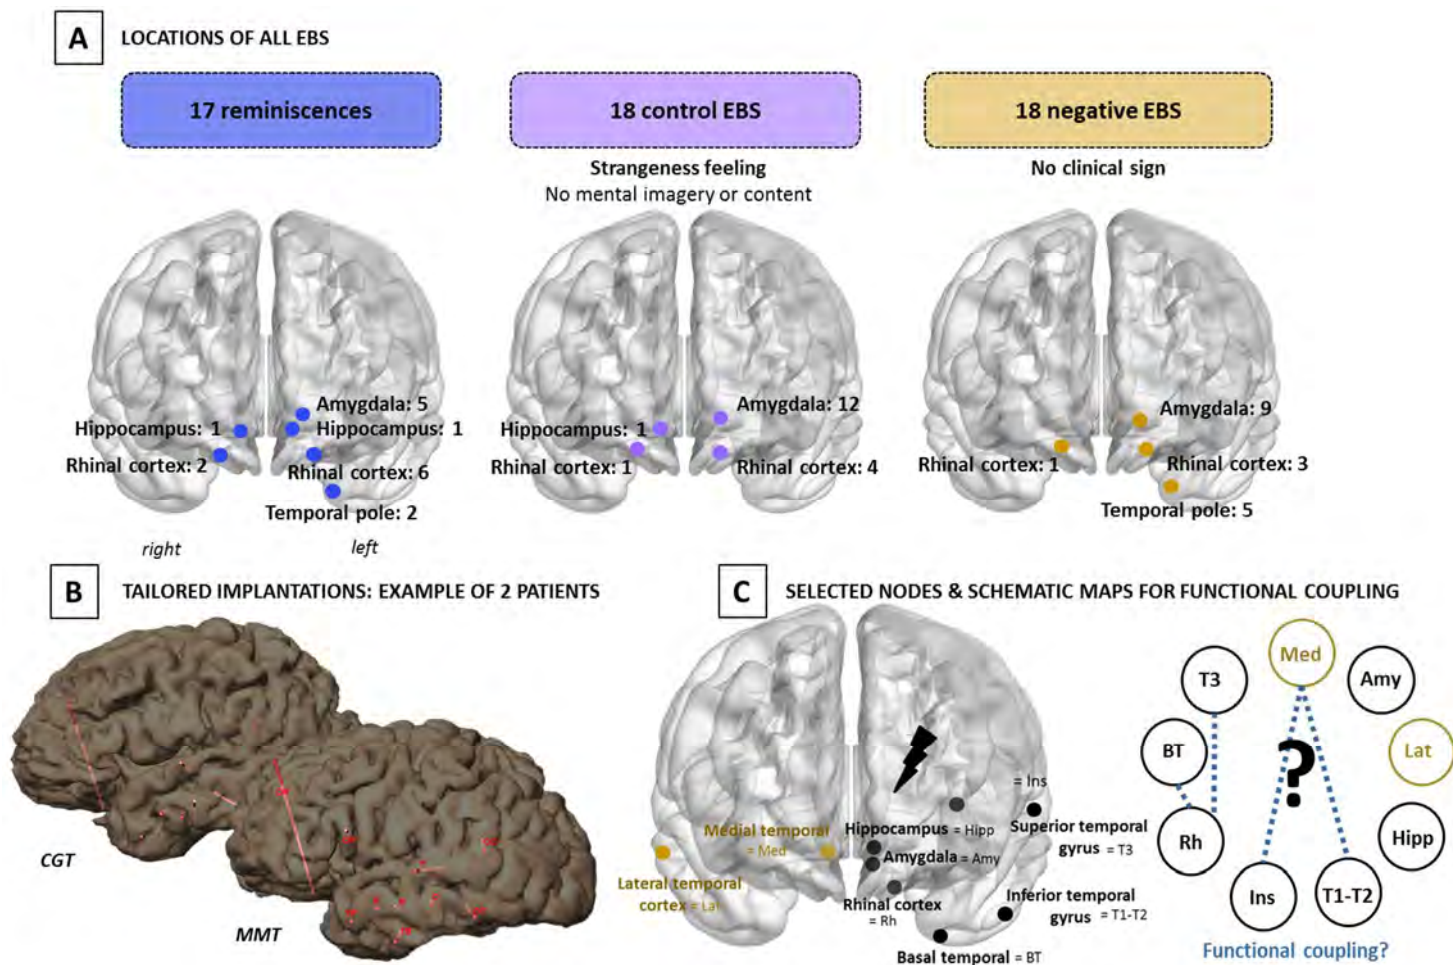 A LOCATIONS OF ALL EBS
17 reminiscences
18 control EBS
18 negative EBS
Strangeness feeling
No mental imagery or content
No clinical sign
Amygdala: 5
Hippocampus: 1
Hippocampus: 1
Rhinal cortex: 2
Rhinal cortex: 6
Temporal pole: 2
right
left
Amygdala: 12
Hippocampus: 1
Rhinal cortex: 1
Rhinal cortex: 4
Amygdala: 9
Rhinal cortex: 1
Rhinal cortex: 3
Temporal pole: 5
B TAILORED IMPLANTATIONS: EXAMPLE OF 2 PATIENTS
CGT
MMT
C SELECTED NODES & SCHEMATIC MAPS FOR FUNCTIONAL COUPLING
= Ins
Medial temporal
= Med
Hippocampus = Hipp
Superior temporal
gyrus = T3
Amygdala = Amy
Lateral temporal
cortex = Lat
Rhinal cortex
= Rh
Inferior temporal
gyrus = T1-T2
Basal temporal = BT
Med
T3
Amy
BT
?
Lat
Rh
Hipp
Ins
T1-T2
Functional coupling?